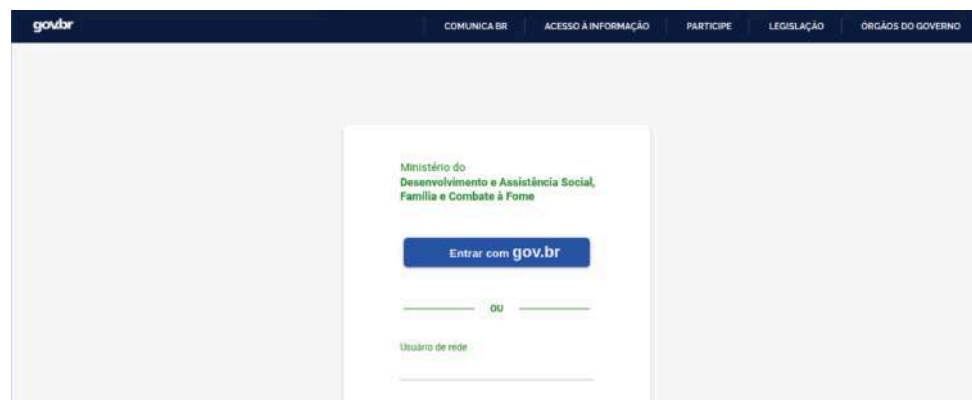 gov.br COMUNICA BR ACESSO À INFORMAÇÃO PARTICIPE LEGISLAÇÃO ÓRGÃOS DO GOVERNO
Ministério do
Desenvolvimento e Assistência Social,
Família e Combate à Fome
Entrar com gov.br
OU
Usuário de rede